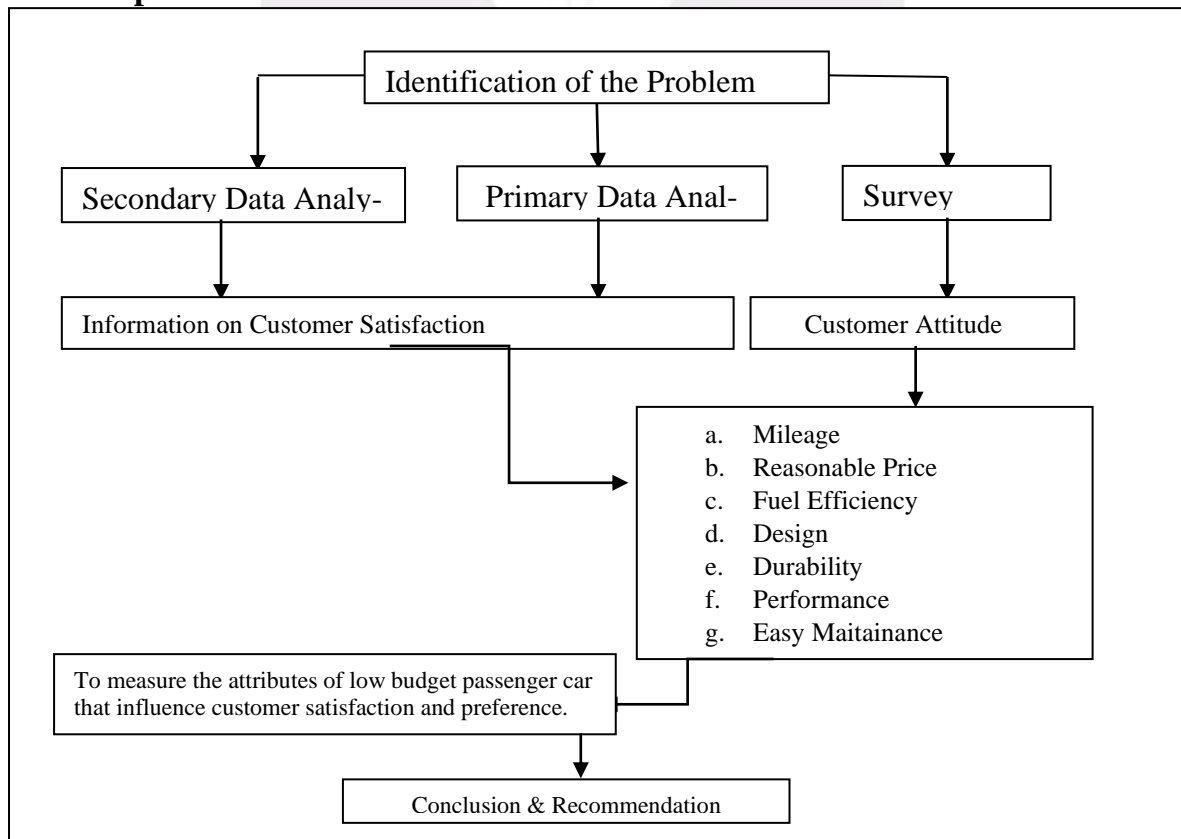 Identification of the Problem
Secondary Data Analy-
Primary Data Anal-
Survey
Information on Customer Satisfaction
Customer Attitude
a. Mileage
b. Reasonable Price
c. Fuel Efficiency
d. Design
e. Durability
f. Performance
g. Easy Maitainance
To measure the attributes of low budget passenger car
that influence customer satisfaction and preference.
Conclusion & Recommendation